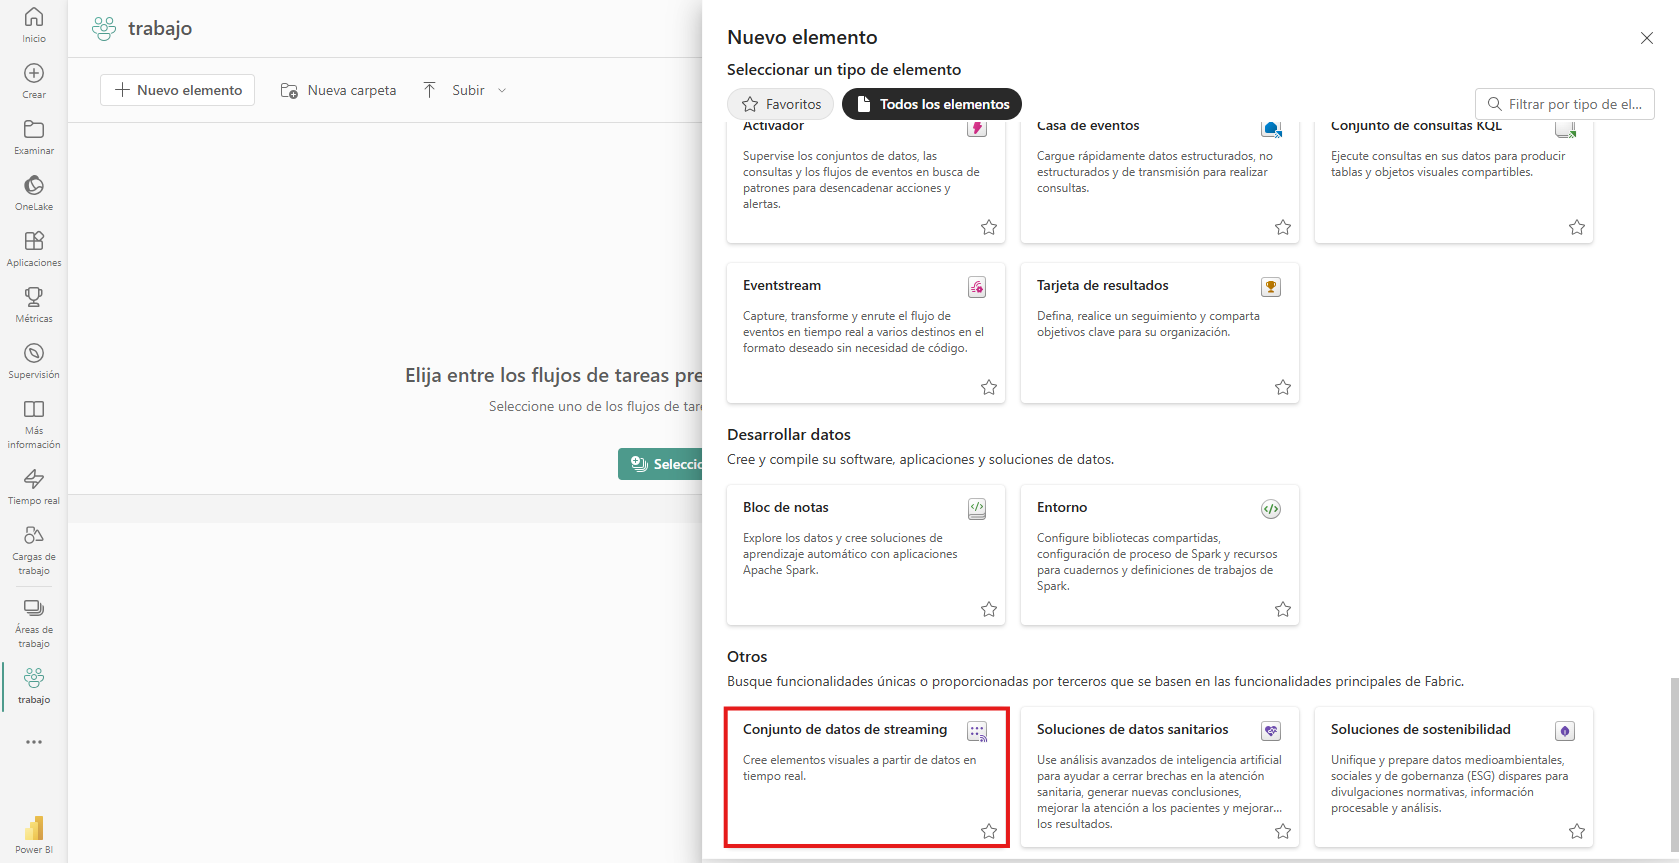 Inicio
Crear
Examinar
OneLake
Aplicaciones
Métricas
Supervisión
Más
información
Tiempo real
Cargas de
trabajo
Áreas de
trabajo
trabajo
Power BI
trabajo
Nuevo elemento
Nueva carpeta
Subir
Elija entre los flujos de tareas pre
Seleccione uno de los flujos de tare
Seleccio
Nuevo elemento
Seleccionar un tipo de elemento
Favoritos
Todos los elementos
Filtrar por tipo de el...
Activador
Supervise los conjuntos de datos, las
consultas y los flujos de eventos en busca de
patrones para desencadenar acciones y
alertas.
Casa de eventos
Cargue rápidamente datos estructurados, no
estructurados y de transmisión para realizar
consultas.
Conjunto de consultas KQL
Ejecute consultas en sus datos para producir
tablas y objetos visuales compartibles.
Eventstream
Capture, transforme y enrute el flujo de
eventos en tiempo real a varios destinos en el
formato deseado sin necesidad de código.
Tarjeta de resultados
Defina, realice un seguimiento y comparta
objetivos clave para su organización.
Desarrollar datos
Cree y compile su software, aplicaciones y soluciones de datos.
Bloc de notas
Explore los datos y cree soluciones de
aprendizaje automático con aplicaciones
Apache Spark.
Entorno
Configure bibliotecas compartidas,
configuración de proceso de Spark y recursos
para cuadernos y definiciones de trabajos de
Spark.
Otros
Busque funcionalidades únicas o proporcionadas por terceros que se basen en las funcionalidades principales de Fabric.
Conjunto de datos de streaming
Cree elementos visuales a partir de datos en
tiempo real.
Soluciones de datos sanitarios
Use análisis avanzados de inteligencia artificial
para ayudar a cerrar brechas en la atención
sanitaria, generar nuevas conclusiones,
mejorar la atención a los pacientes y mejorar...
los resultados.
Soluciones de sostenibilidad
Unifique y prepare datos medioambientales,
sociales y de gobernanza (ESG) dispares para
divulgaciones normativas, información
procesable y análisis.